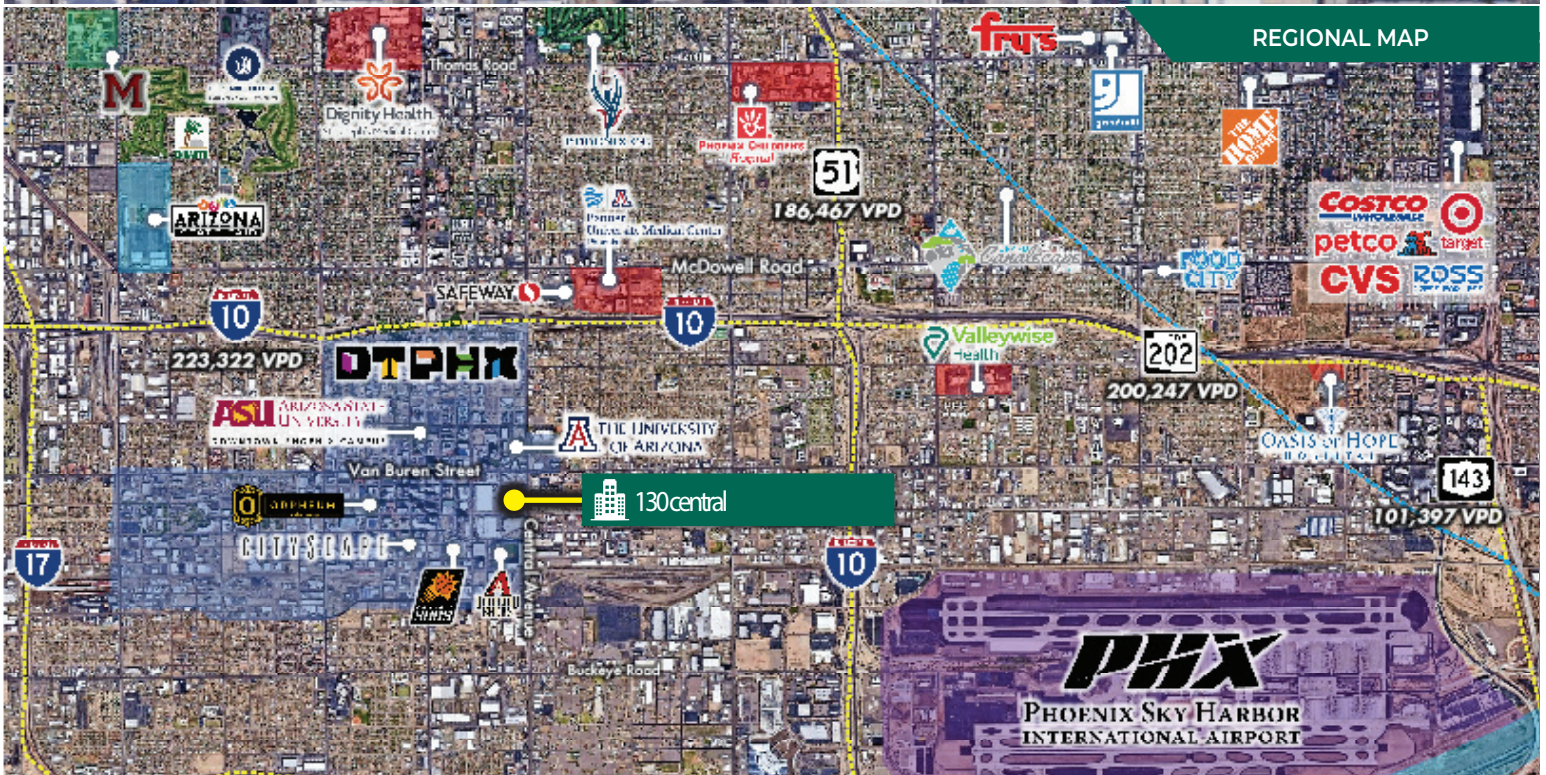 REGIONAL MAP
fry's
M
Thomas Road
Dignity Health
goodwill
THE
HOME
DEPOT
PHOENIX CHILDREN'S
Hospital
51
186,467 VPD
ARIZONA
Banner
University Medical Center
COSTCO
WHOLESALE
petco
target
CVS
ROSS
FOOD
CITY
McDowell Road
SAFEWAY
10
10
223,322 VPD
DTPHX
Valleywise
Health
202
200,247 VPD
ASU ARIZONA STATE
UNIVERSITY
DOWNTOWN PHOENIX CAMPUS
A THE UNIVERSITY
OF ARIZONA
OASIS OF HOPE
HOSPITAL
Van Buren Street
143
101,397 VPD
ORPHEUM
130 central
CITYSCAPE
17
10
SUNS
A
Buckeye Road
PHX
PHOENIX SKY HARBOR
INTERNATIONAL AIRPORT